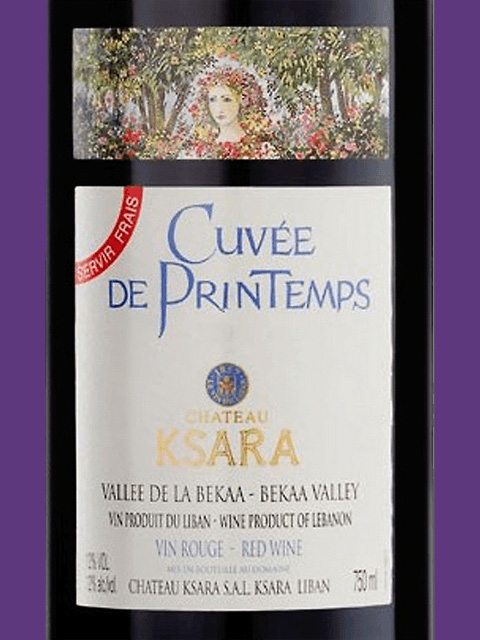 SERVIR FRAIS
CUVÉE
DE PRINTEMPS
CHATEAU
KSARA
VALLEE DE LA BEKAA - BEKAA VALLEY
VIN PRODUIT DU LIBAN - WINE PRODUCT OF LEBANON
VIN ROUGE - RED WINE
MIS EN BOUTEILLE AU DOMAINE
CHATEAU KSARA S.A.L. KSARA LIBAN
750 ml